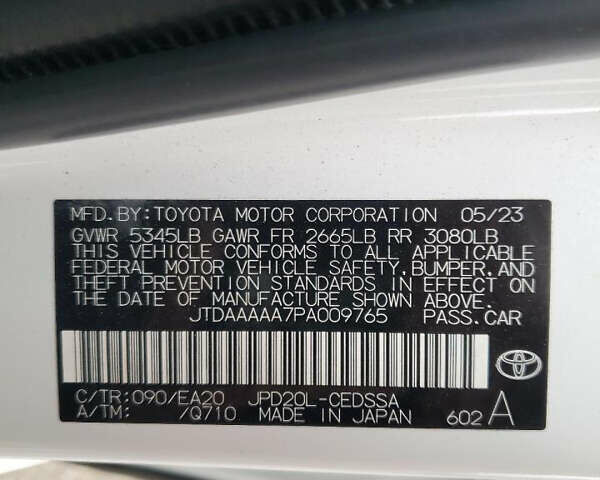 MFD. BY: TOYOTA MOTOR CORPORATION 05/23
GVWR 5345LB GAWR FR 2665LB RR 3080LB
THIS VEHICLE CONFORMS TO ALL APPLICABLE
FEDERAL MOTOR VEHICLE SAFETY, BUMPER, AND
THEFT PREVENTION STANDARDS IN EFFECT ON
THE DATE OF MANUFACTURE SHOWN ABOVE.
JTDAAAAA7PA009765 PASS. CAR
C/TR: 090/EA20 JPD20L-CEDSSA
A/TM: /Q710 MADE IN JAPAN 602 A